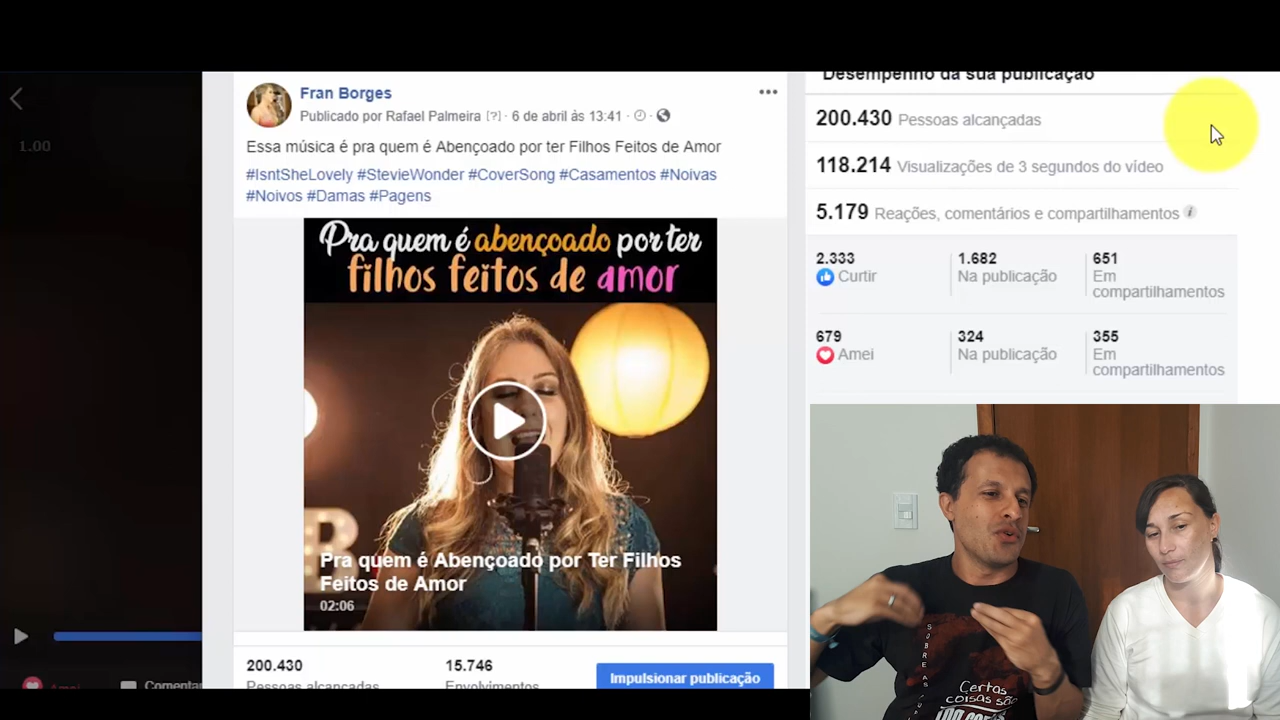 1.00
Fran Borges
Publicado por Rafael Palmeira [?] · 6 de abril às 13:41 ·
Essa música é pra quem é Abençoado por ter Filhos Feitos de Amor
#IsntSheLovely #StevieWonder #CoverSong #Casamentos #Noivas
#Noivos #Damas #Pagens
Pra quem é abençoado por ter
filhos feitos de amor
Pra quem é Abençoado por Ter Filhos
Feitos de Amor
02:06
200.430
Pessoas alcançadas
15.746
Envolvimentos
Impulsionar publicação
Amei
Comentar
Desempenho da sua publicação
200.430 Pessoas alcançadas
118.214 Visualizações de 3 segundos do vídeo
5.179 Reações, comentários e compartilhamentos
2.333
Curtir
1.682
Na publicação
651
Em
compartilhamentos
679
Amei
324
Na publicação
355
Em
compartilhamentos
SOBRE AS
Certas
coisas são